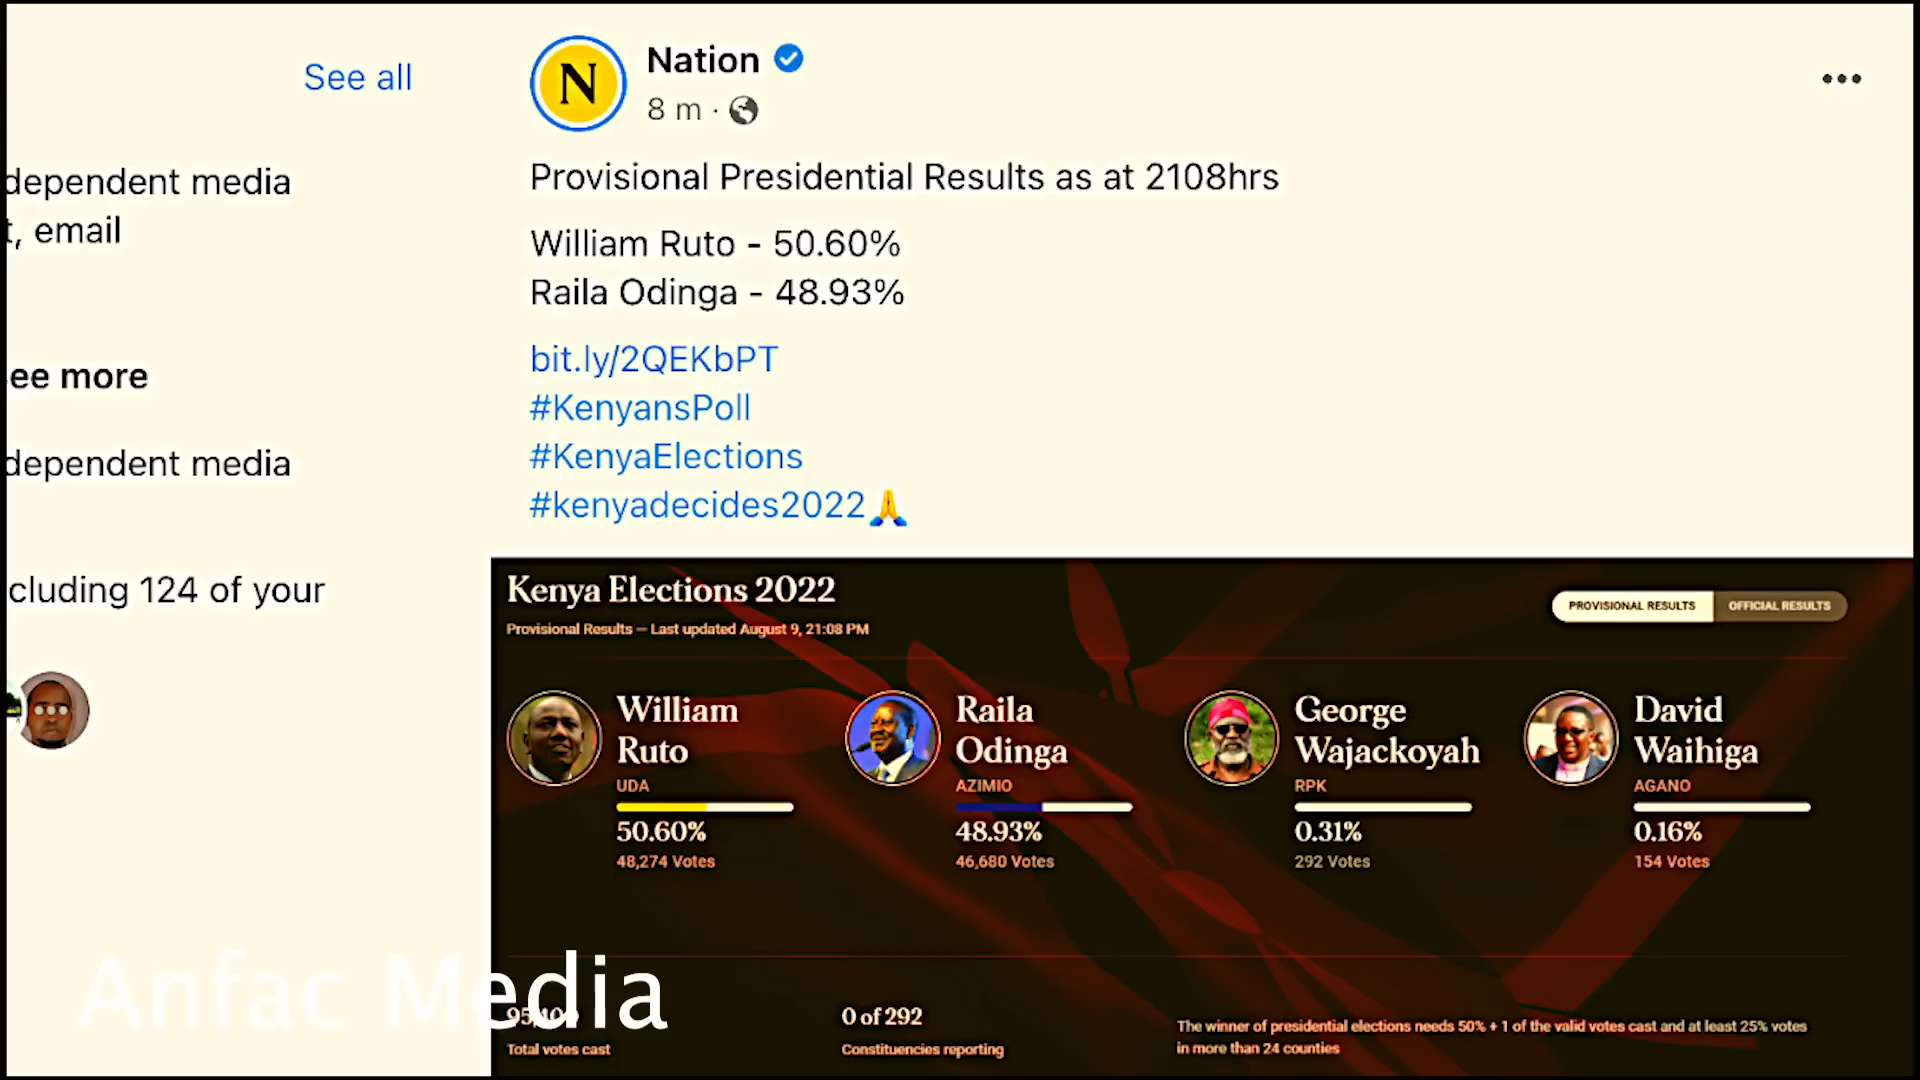 See all
dependent media
t, email
ee more
dependent media
cluding 124 of your
N
Nation
8 m ·
Provisional Presidential Results as at 2108hrs
William Ruto - 50.60%
Raila Odinga - 48.93%
bit.ly/2QEKbPT
#KenyansPoll
#KenyaElections
#kenyadecides2022🙏
Kenya Elections 2022
Provisional Results — Last updated August 9, 21:08 PM
PROVISIONAL RESULTS
OFFICIAL RESULTS
William
Ruto
UDA
50.60%
48,274 Votes
Raila
Odinga
AZIMIO
48.93%
46,680 Votes
George
Wajackoyah
RPK
0.31%
292 Votes
David
Waihiga
AGANO
0.16%
154 Votes
Total votes cast
0 of 292
Constituencies reporting
The winner of presidential elections needs 50% + 1 of the valid votes cast and at least 25% votes
in more than 24 counties
Anfac Media